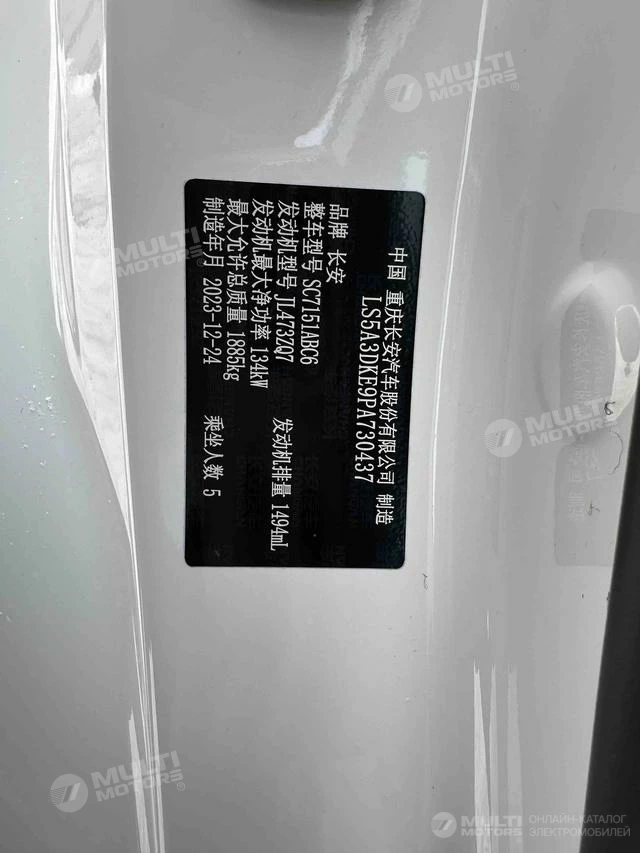 中国 重庆长安汽车股份有限公司 制造
LS5A3DKE9PA730437
品牌 长安
整车型号 SC7151ABC6
发动机型号 JL473ZQ7 发动机排量 1494mL
发动机最大净功率 134kW
最大允许总质量 1885kg
制造年月 2023-12-24 乘坐人数 5
MULTI
MOTORS®
MULTI
MOTORS®
MULTI
MOTORS®
MULTI
MOTORS®
MULTI
MOTORS
ОНЛАЙН-КАТАЛОГ
ЭЛЕКТРОМОБИЛЕЙ